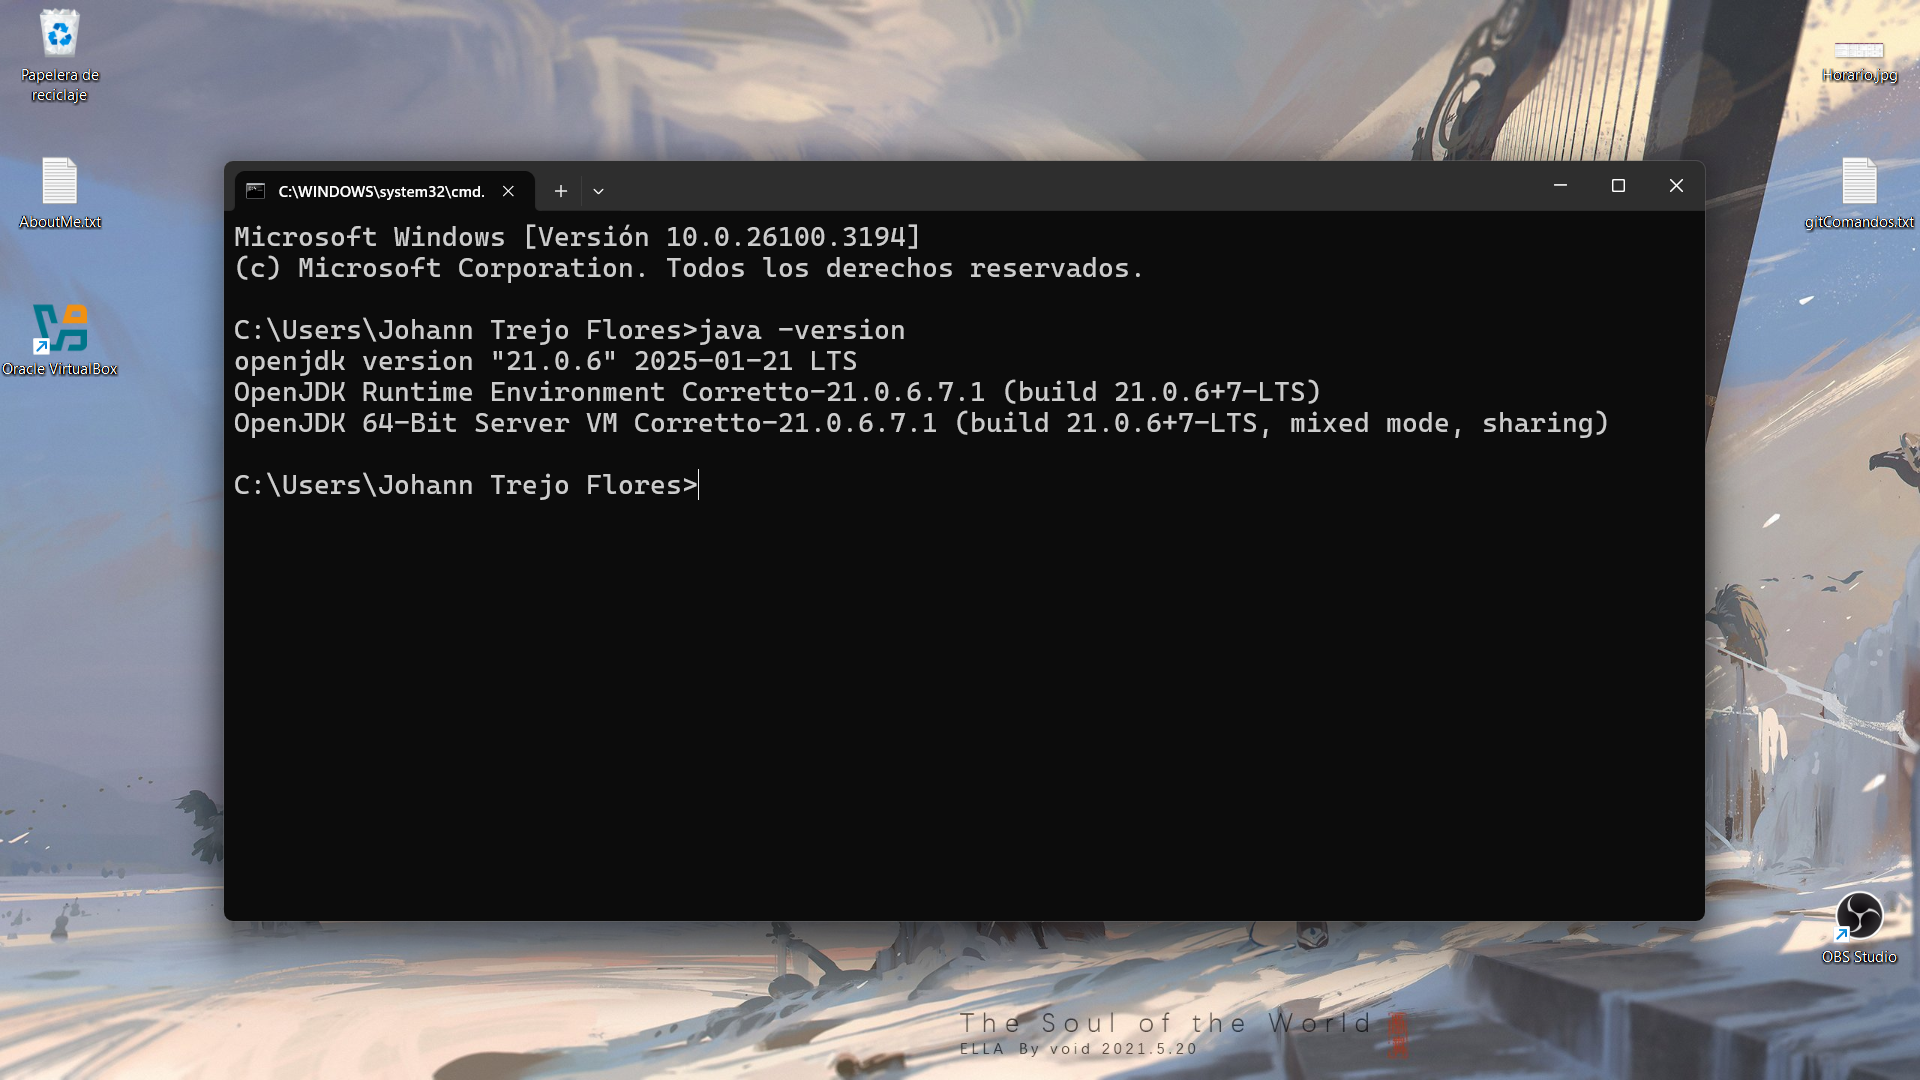 Papelera de
reciclaje
AboutMe.txt
Oracle VirtualBox
C:\WINDOWS\system32\cmd.
Microsoft Windows [Versión 10.0.26100.3194]
(c) Microsoft Corporation. Todos los derechos reservados.
C:\Users\Johann Trejo Flores>java -version
openjdk version "21.0.6" 2025-01-21 LTS
OpenJDK Runtime Environment Corretto-21.0.6.7.1 (build 21.0.6+7-LTS)
OpenJDK 64-Bit Server VM Corretto-21.0.6.7.1 (build 21.0.6+7-LTS, mixed mode, sharing)
C:\Users\Johann Trejo Flores>
Horario.jpg
gitComandos.txt
OBS Studio
The Soul of the World
ELLA By void 2021.5.20